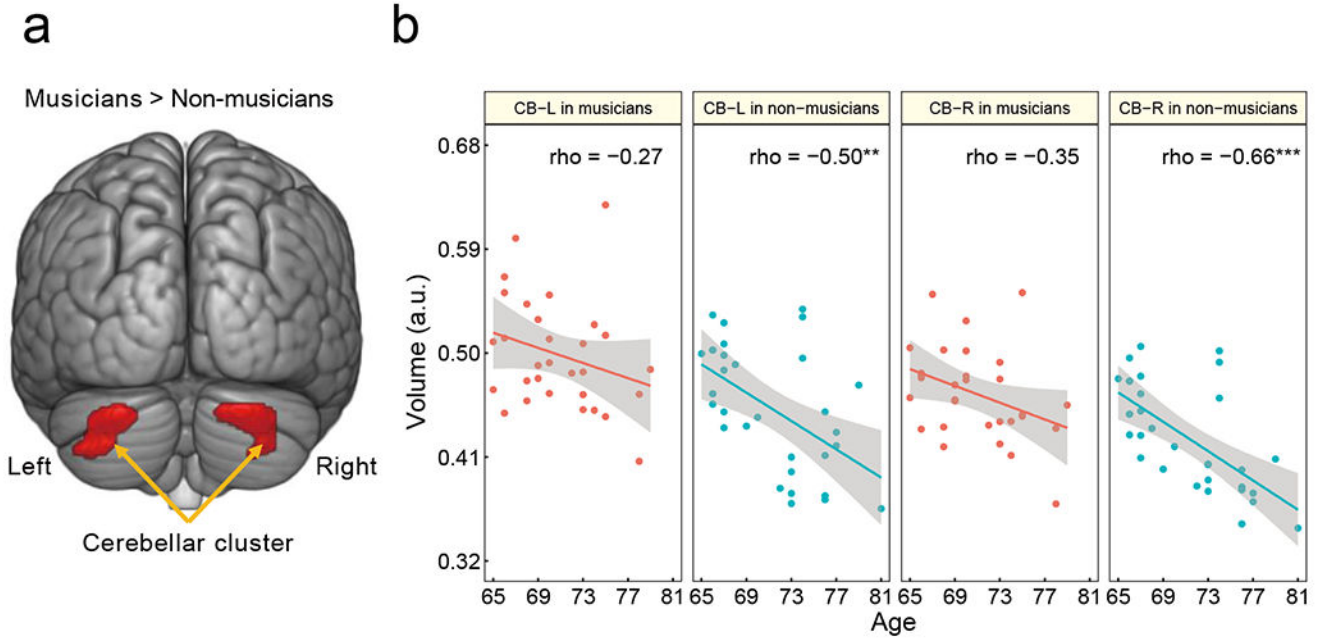 a
Musicians > Non-musicians
Left
Right
Cerebellar cluster
b
CB−L in musicians
CB−L in non−musicians
CB−R in musicians
CB−R in non−musicians
rho = −0.27
rho = −0.50**
rho = −0.35
rho = −0.66***
Volume (a.u.)
0.68
0.59
0.50
0.41
0.32
65 69 73 77 81
65 69 73 77 81
65 69 73 77 81
65 69 73 77 81
Age